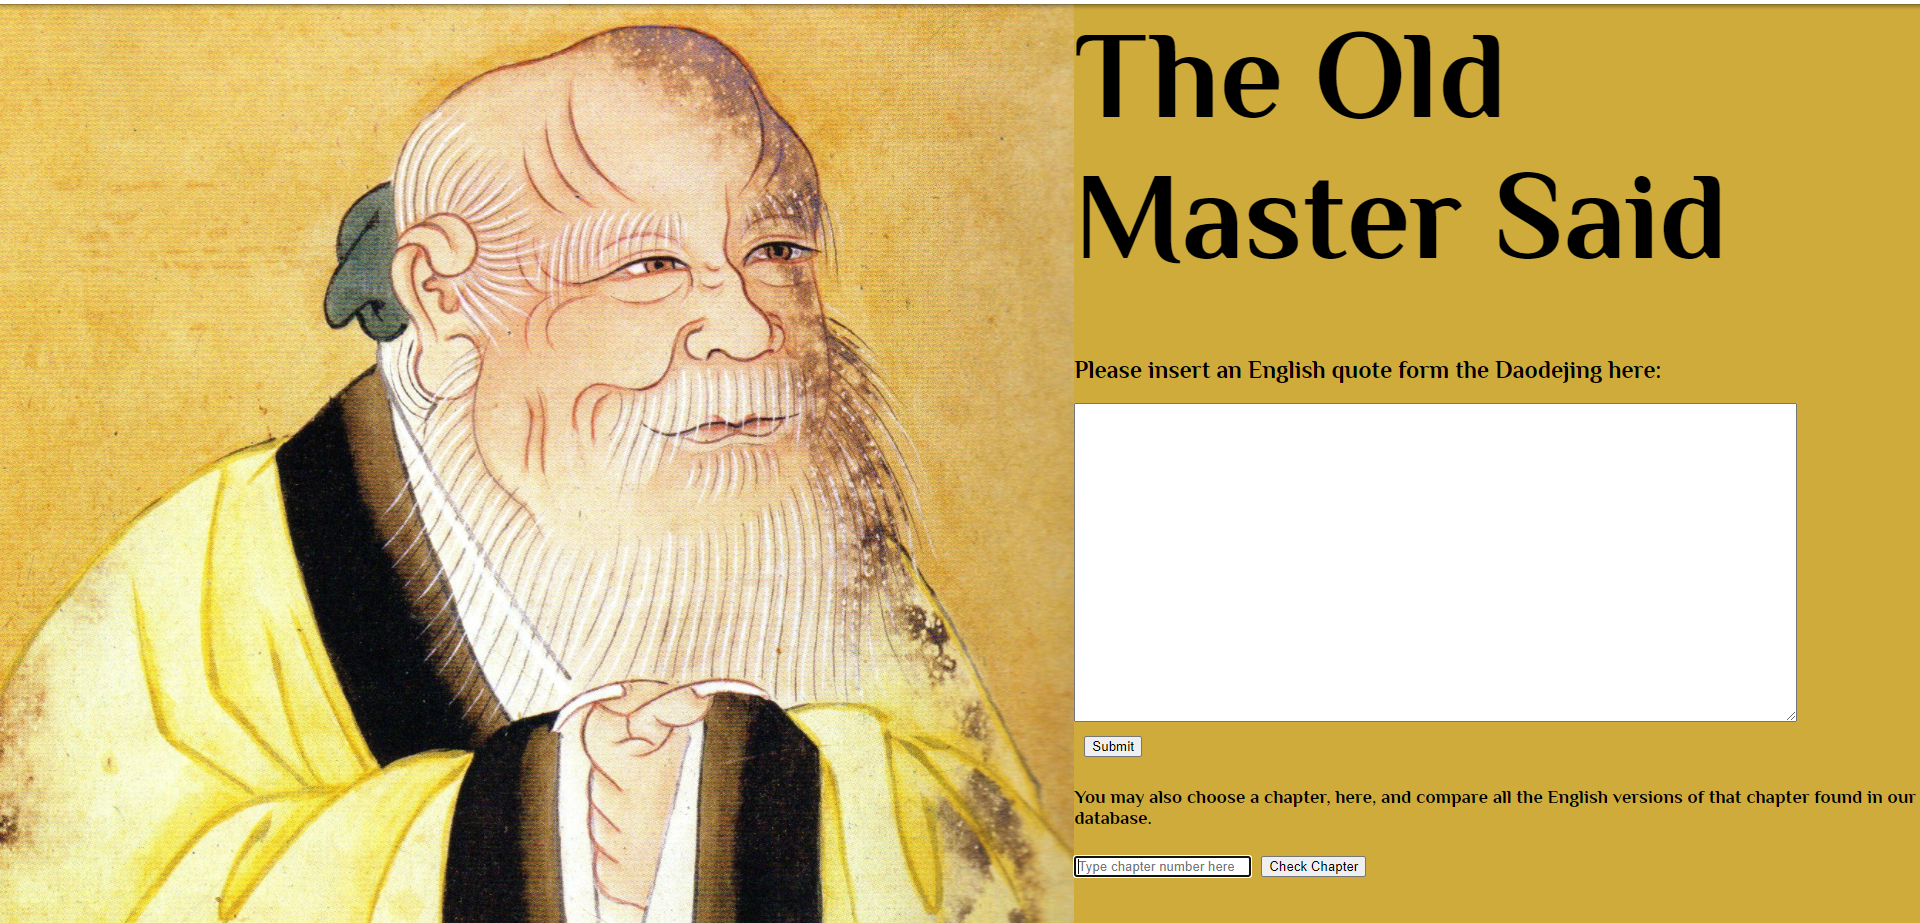 The Old
Master Said
Please insert an English quote form the Daodejing here:
Submit
You may also choose a chapter, here, and compare all the English versions of that chapter found in our
database.
Type chapter number here Check Chapter